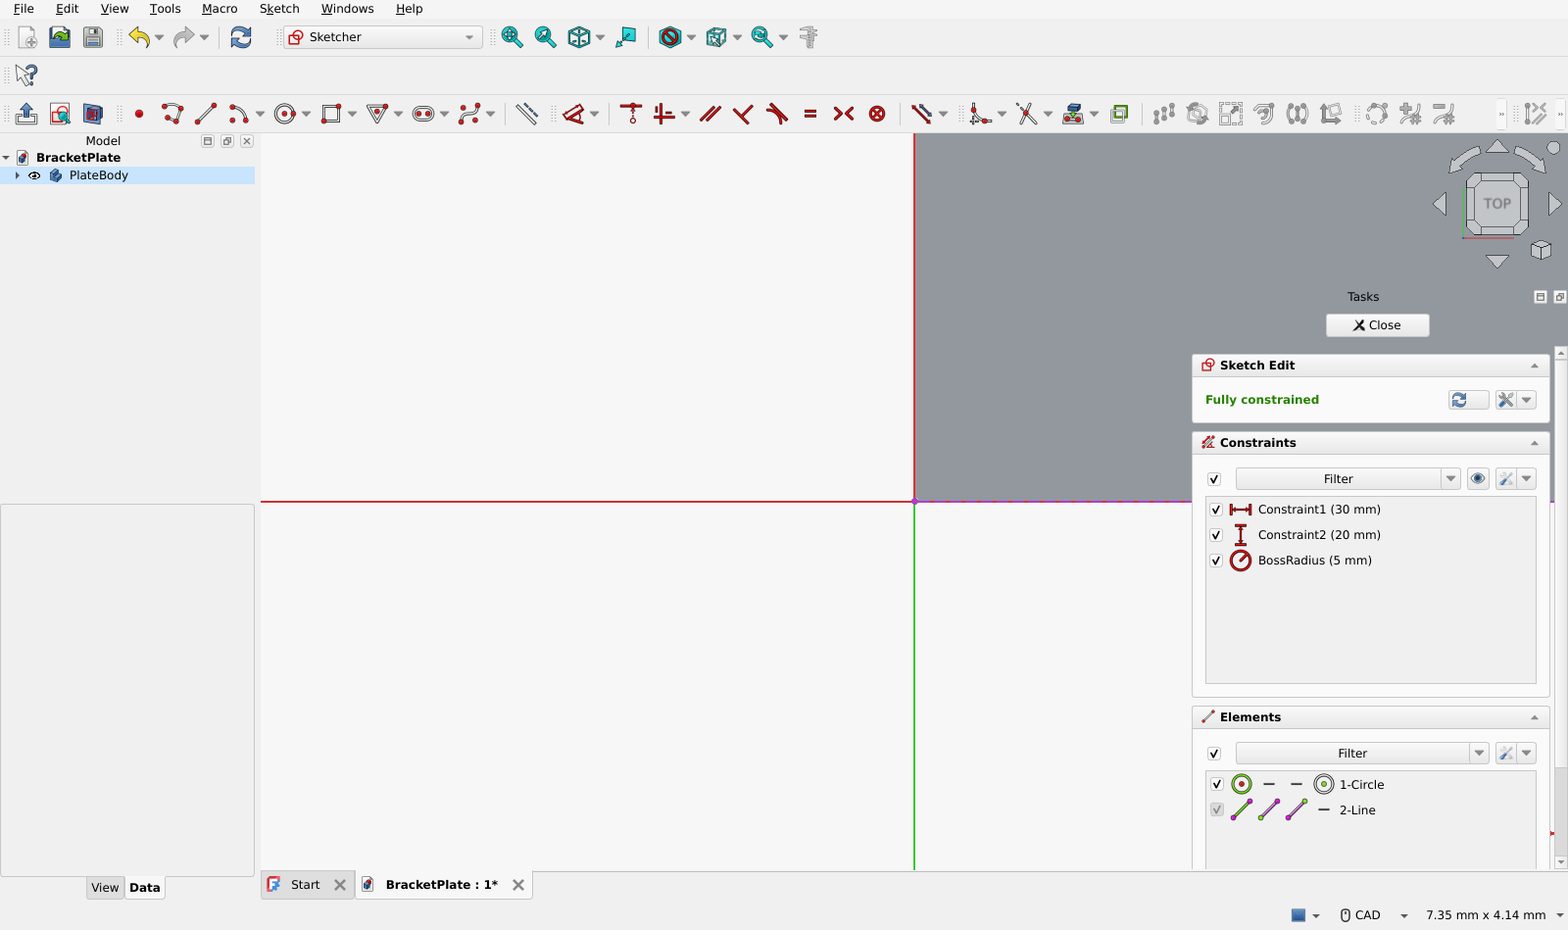 File Edit View Tools Macro Sketch Windows Help
Sketcher
Model
BracketPlate
PlateBody
TOP
Tasks
Close
Sketch Edit
Fully constrained
Constraints
Filter
Constraint1 (30 mm)
Constraint2 (20 mm)
BossRadius (5 mm)
Elements
Filter
1-Circle
2-Line
View Data
Start BracketPlate : 1*
CAD 7.35 mm x 4.14 mm